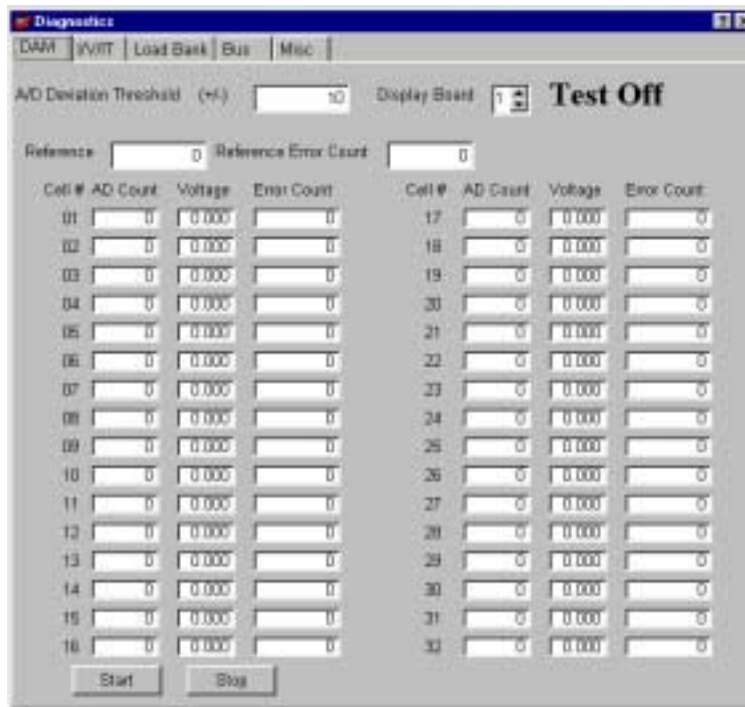 Diagnostics
DAM I/V/IT Load Bank Bus Misc
A/D Deviation Threshold (+/-) 10 Display Board 1 Test Off
Reference 0 Reference Error Count 0
Cell # AD Count Voltage Error Count Cell # AD Count Voltage Error Count
01 0 0.000 0 17 0 0.000 0
02 0 0.000 0 18 0 0.000 0
03 0 0.000 0 19 0 0.000 0
04 0 0.000 0 20 0 0.000 0
05 0 0.000 0 21 0 0.000 0
06 0 0.000 0 22 0 0.000 0
07 0 0.000 0 23 0 0.000 0
08 0 0.000 0 24 0 0.000 0
09 0 0.000 0 25 0 0.000 0
10 0 0.000 0 26 0 0.000 0
11 0 0.000 0 27 0 0.000 0
12 0 0.000 0 28 0 0.000 0
13 0 0.000 0 29 0 0.000 0
14 0 0.000 0 30 0 0.000 0
15 0 0.000 0 31 0 0.000 0
16 0 0.000 0 32 0 0.000 0
Start Stop